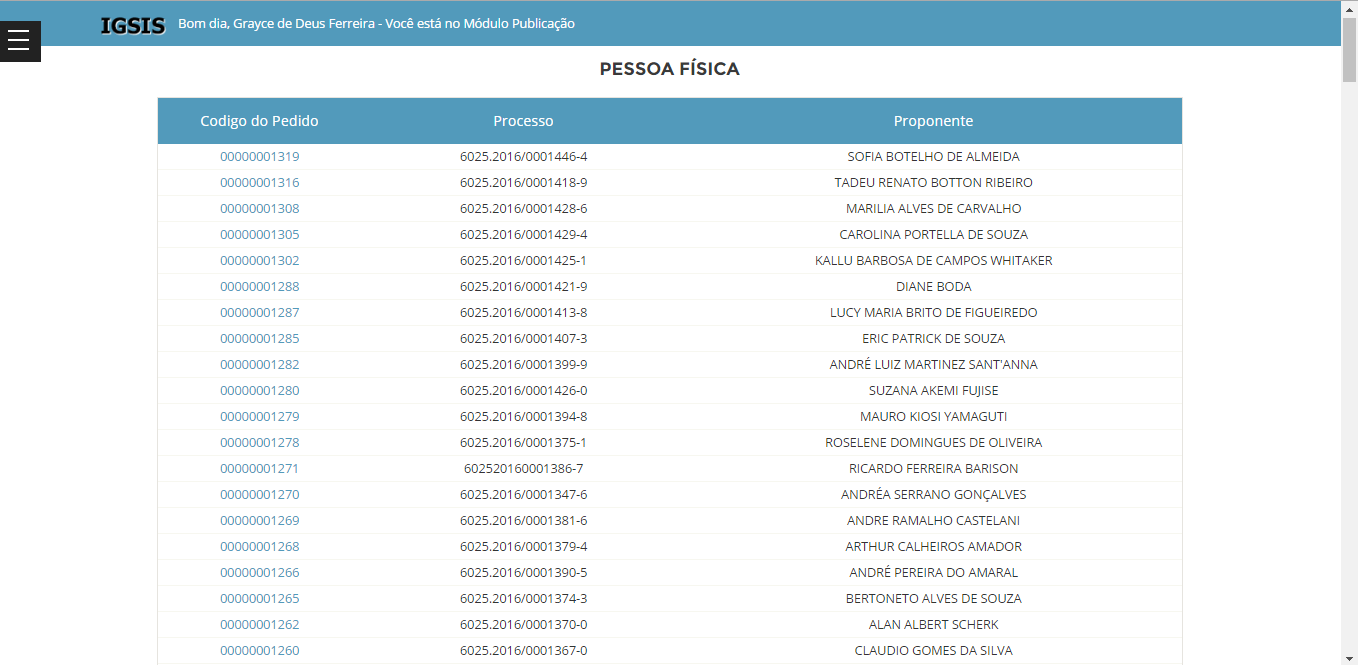 IGSIS Bom dia, Grayce de Deus Ferreira - Você está no Módulo Publicação
PESSOA FÍSICA
Codigo do Pedido Processo Proponente
00000001319 6025.2016/0001446-4 SOFIA BOTELHO DE ALMEIDA
00000001316 6025.2016/0001418-9 TADEU RENATO BOTTON RIBEIRO
00000001308 6025.2016/0001428-6 MARILIA ALVES DE CARVALHO
00000001305 6025.2016/0001429-4 CAROLINA PORTELLA DE SOUZA
00000001302 6025.2016/0001425-1 KALLU BARBOSA DE CAMPOS WHITAKER
00000001288 6025.2016/0001421-9 DIANE BODA
00000001287 6025.2016/0001413-8 LUCY MARIA BRITO DE FIGUEIREDO
00000001285 6025.2016/0001407-3 ERIC PATRICK DE SOUZA
00000001282 6025.2016/0001399-9 ANDRÉ LUIZ MARTINEZ SANT'ANNA
00000001280 6025.2016/0001426-0 SUZANA AKEMI FUJISE
00000001279 6025.2016/0001394-8 MAURO KIOSI YAMAGUTI
00000001278 6025.2016/0001375-1 ROSELENE DOMINGUES DE OLIVEIRA
00000001271 602520160001386-7 RICARDO FERREIRA BARISON
00000001270 6025.2016/0001347-6 ANDRÉA SERRANO GONÇALVES
00000001269 6025.2016/0001381-6 ANDRE RAMALHO CASTELANI
00000001268 6025.2016/0001379-4 ARTHUR CALHEIROS AMADOR
00000001266 6025.2016/0001390-5 ANDRÉ PEREIRA DO AMARAL
00000001265 6025.2016/0001374-3 BERTONETO ALVES DE SOUZA
00000001262 6025.2016/0001370-0 ALAN ALBERT SCHERK
00000001260 6025.2016/0001367-0 CLAUDIO GOMES DA SILVA